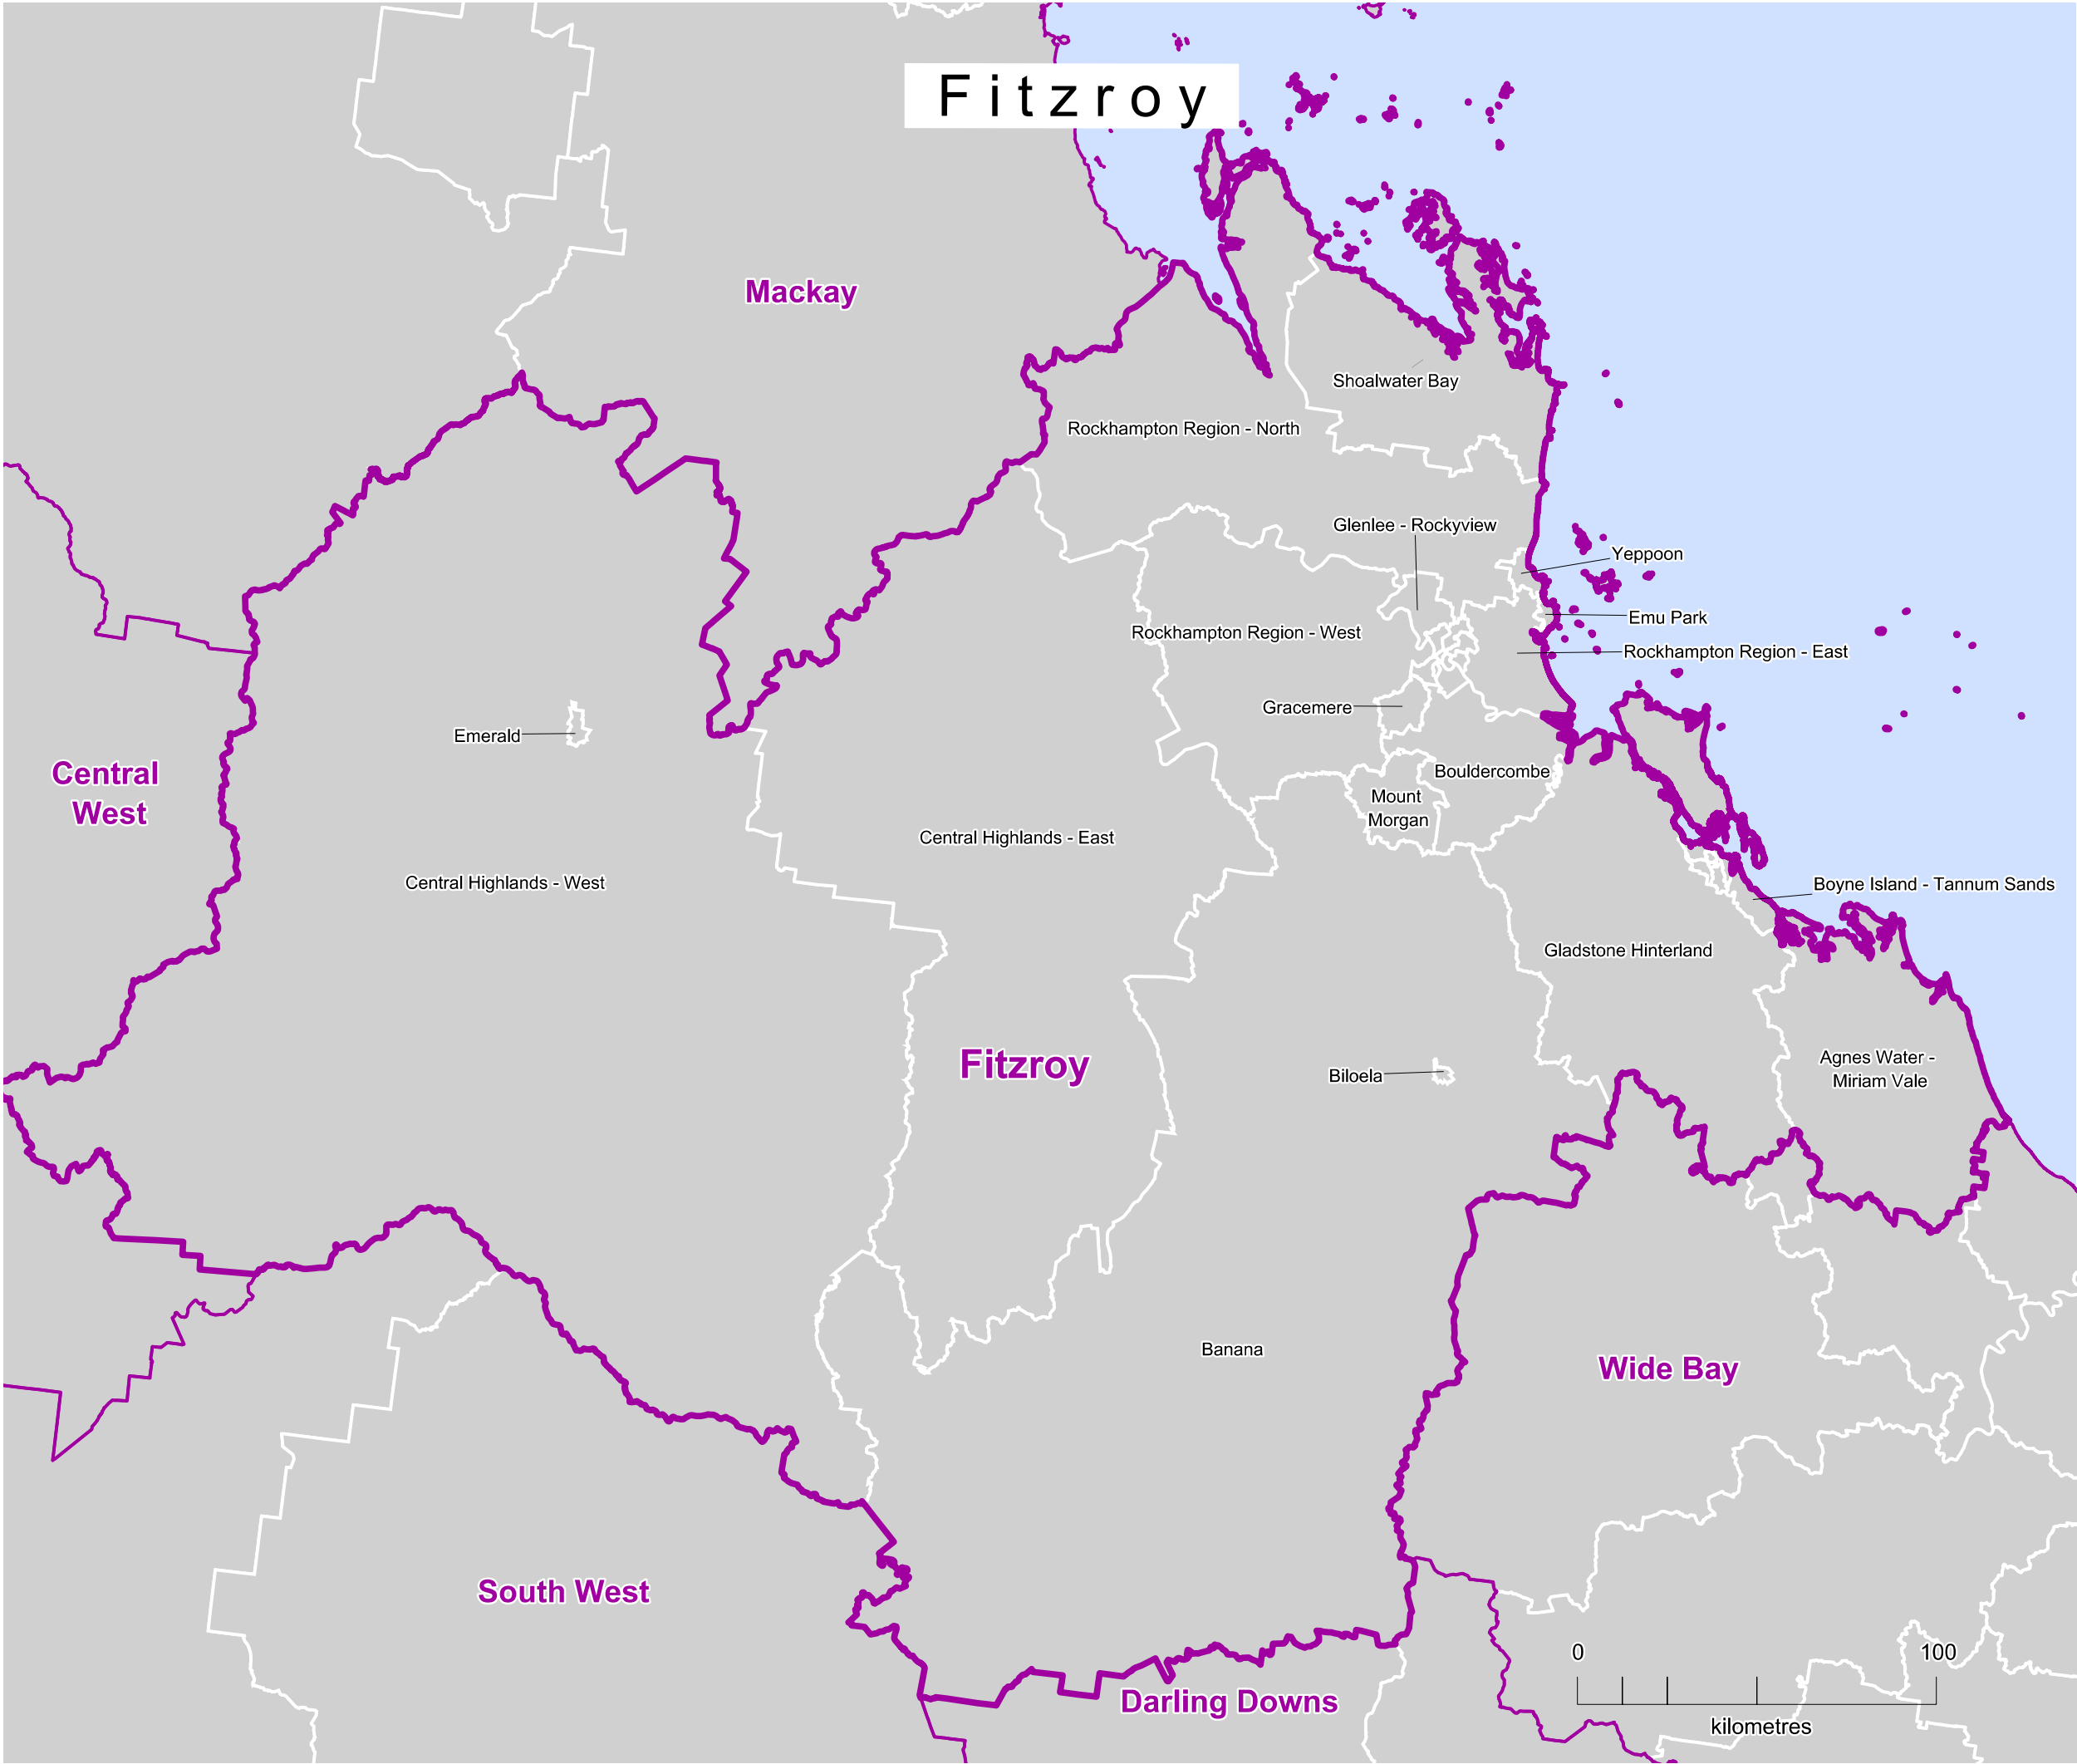 Fitzroy
Mackay
Shoalwater Bay
Rockhampton Region - North
Glenlee - Rockyview
Yeppoon
Emu Park
Rockhampton Region - West
Rockhampton Region - East
Gracemere
Emerald
Central
West
Bouldercombe
Mount
Morgan
Central Highlands - East
Central Highlands - West
Boyne Island - Tannum Sands
Gladstone Hinterland
Fitzroy
Agnes Water -
Miriam Vale
Biloela
Banana
Wide Bay
South West
Darling Downs
0 100
kilometres